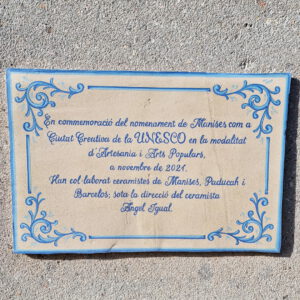 En commemoració del nomenament de Manises com a
Ciutat Creativa de la UNESCO en la modalitat
d'Artesania i Arts Populars,
a novembre de 2021.
Han col·laborat ceramistes de Manises, Paducah i
Barcelos; sota la direcció del ceramista
Àngel Igual.